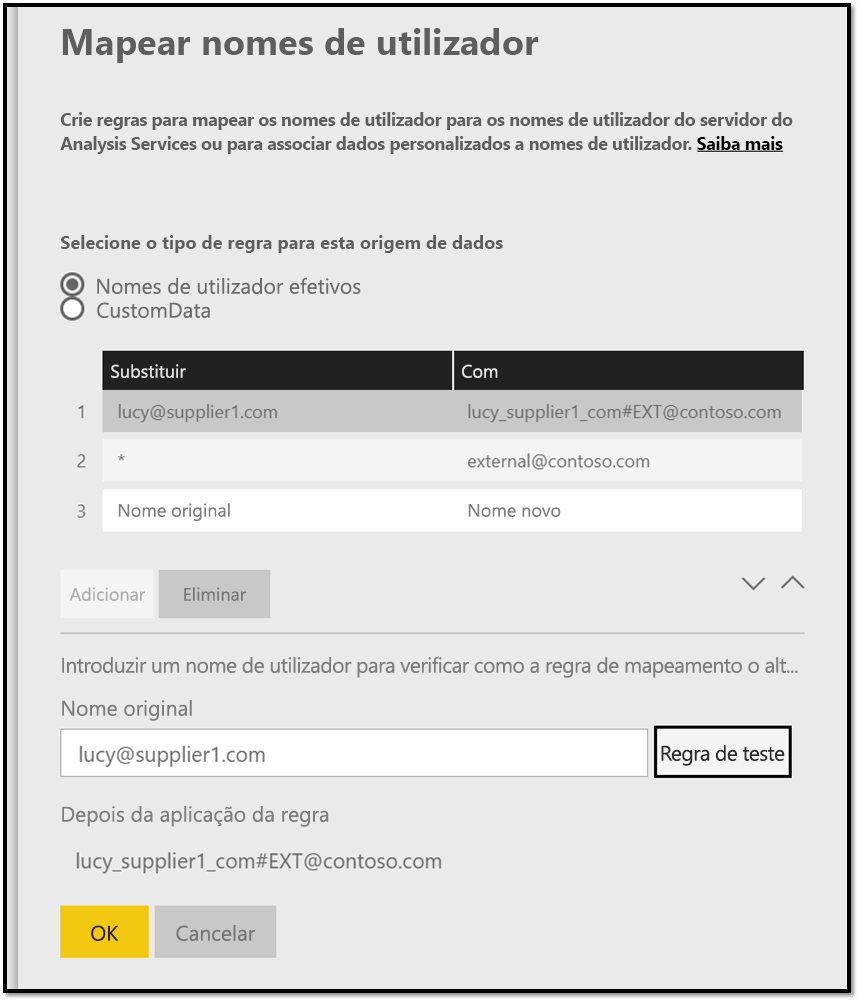 Mapear nomes de utilizador
Crie regras para mapear os nomes de utilizador para os nomes de utilizador do servidor do
Analysis Services ou para associar dados personalizados a nomes de utilizador. Saiba mais
Selecione o tipo de regra para esta origem de dados
Nomes de utilizador efetivos
CustomData
Substituir Com
1 lucy@supplier1.com lucy_supplier1_com#EXT@contoso.com
2 * external@contoso.com
3 Nome original Nome novo
Adicionar Eliminar
Introduzir um nome de utilizador para verificar como a regra de mapeamento o alt...
Nome original
lucy@supplier1.com Regra de teste
Depois da aplicação da regra
lucy_supplier1_com#EXT@contoso.com
OK Cancelar